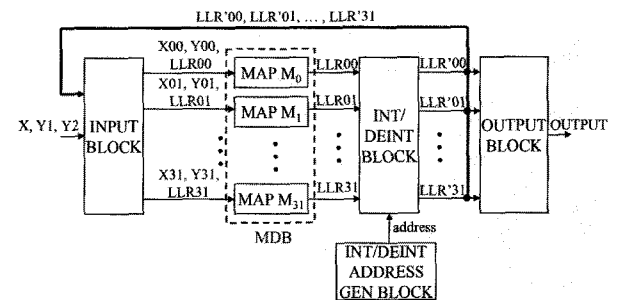 LLR'00, LLR'01, ... , LLR'31
X00, Y00,
LLR00
X01, Y01,
LLR01
X31, Y31,
LLR31
X, Y1, Y2
INPUT
BLOCK
MAP M0
MAP M1
MAP M31
MDB
LLR00
LLR01
LLR31
INT/
DEINT
BLOCK
LLR'00
LLR'01
LLR'31
OUTPUT
BLOCK
OUTPUT
address
INT/DEINT
ADDRESS
GEN BLOCK